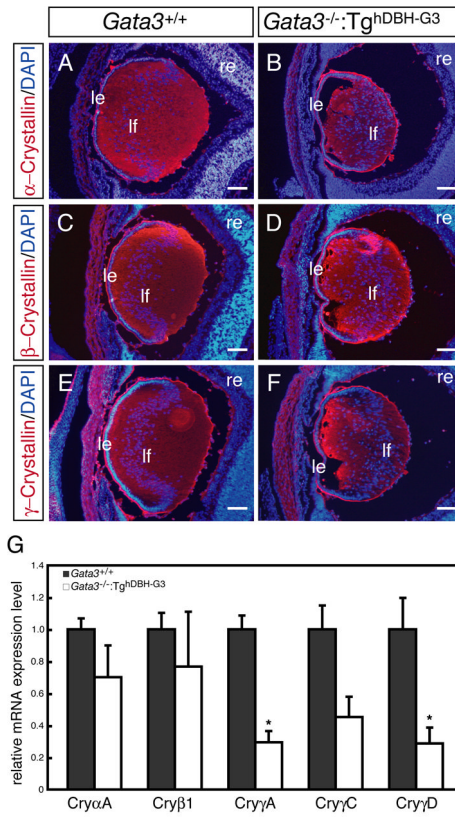 Gata3+/+
Gata3-/-:TghDBH-G3
α–Crystallin/DAPI
A
le
lf
re
B
le
lf
re
β–Crystallin/DAPI
C
le
lf
D
le
lf
re
γ–Crystallin/DAPI
E
le
lf
re
F
le
lf
re
G
relative mRNA expression level
1.4
1.2
1.0
0.8
0.6
0.4
0.2
0
Gata3+/+
Gata3-/-:TghDBH-G3
*
*
CryαA
Cryβ1
CryγA
CryγC
CryγD